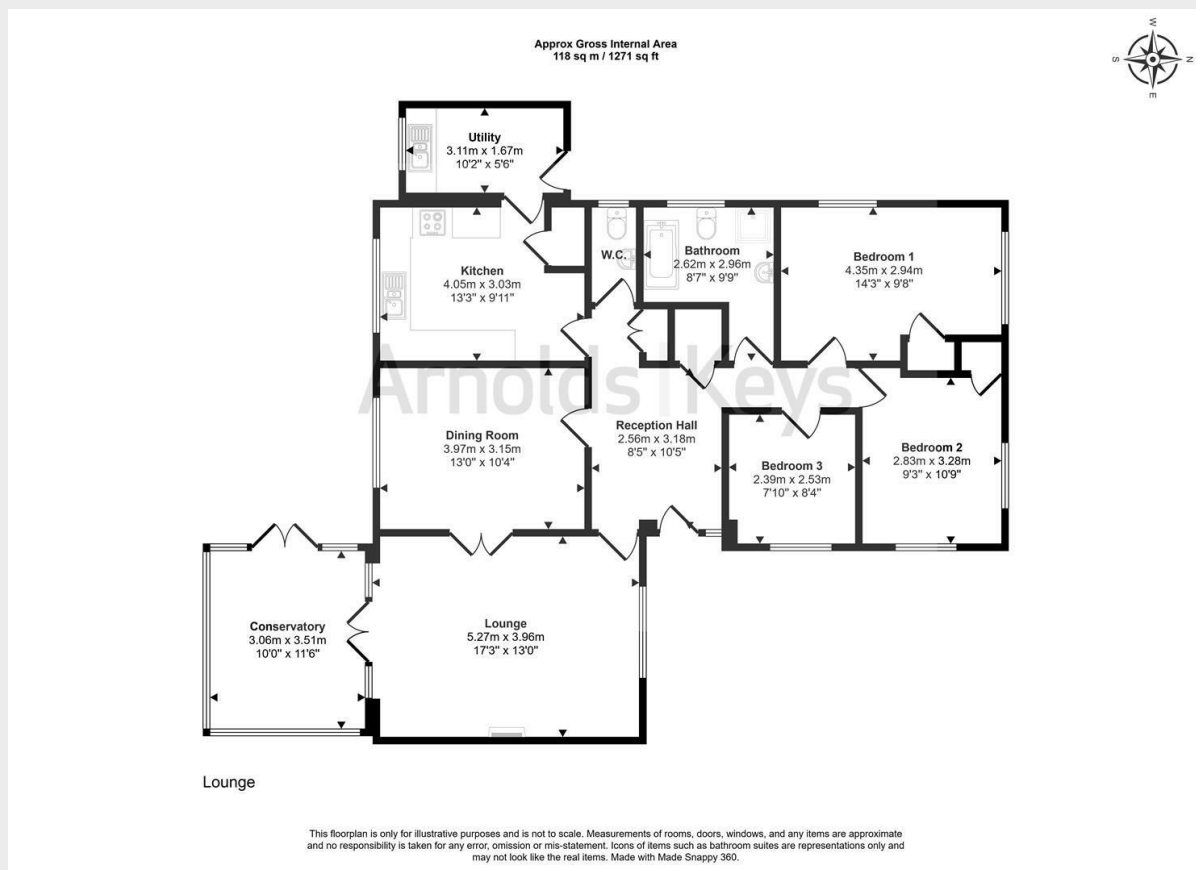 Approx Gross Internal Area
118 sq m / 1271 sq ft
W
S
N
E
Utility
3.11m x 1.67m
10'2" x 5'6"
Kitchen
4.05m x 3.03m
13'3" x 9'11"
W.C.
Bathroom
2.62m x 2.96m
8'7" x 9'9"
Bedroom 1
4.35m x 2.94m
14'3" x 9'8"
Arnolds | Keys
Dining Room
3.97m x 3.15m
13'0" x 10'4"
Reception Hall
2.56m x 3.18m
8'5" x 10'5"
Bedroom 3
2.39m x 2.53m
7'10" x 8'4"
Bedroom 2
2.83m x 3.28m
9'3" x 10'9"
Conservatory
3.06m x 3.51m
10'0" x 11'6"
Lounge
5.27m x 3.96m
17'3" x 13'0"
Lounge
This floorplan is only for illustrative purposes and is not to scale. Measurements of rooms, doors, windows, and any items are approximate
and no responsibility is taken for any error, omission or mis-statement. Icons of items such as bathroom suites are representations only and
may not look like the real items. Made with Made Snappy 360.